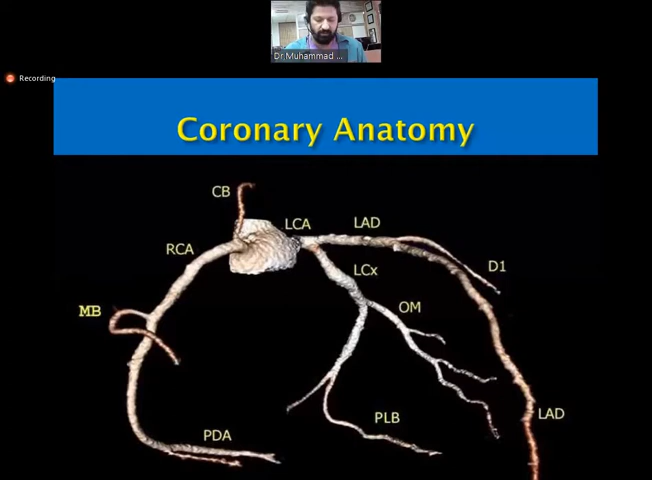 Dr.Muhammad ...
Recording
Coronary Anatomy
CB
LCA
LAD
RCA
LCx
D1
MB
OM
LAD
PLB
PDA